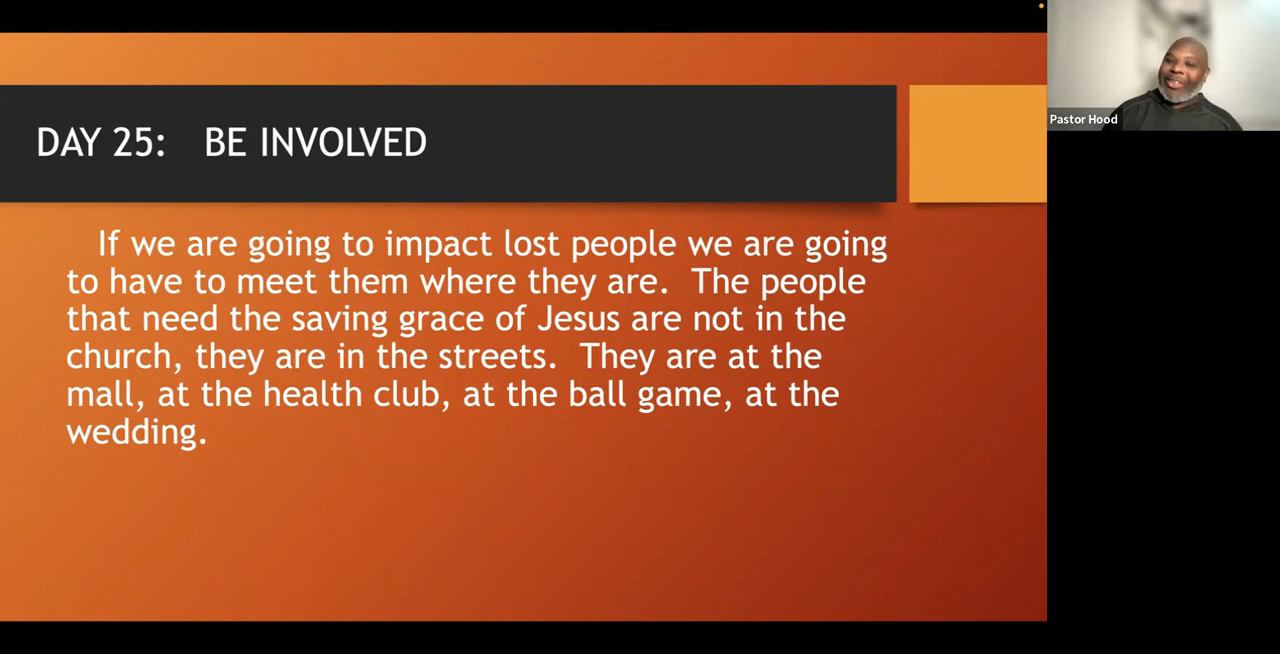 DAY 25: BE INVOLVED
If we are going to impact lost people we are going
to have to meet them where they are. The people
that need the saving grace of Jesus are not in the
church, they are in the streets. They are at the
mall, at the health club, at the ball game, at the
wedding.
Pastor Hood